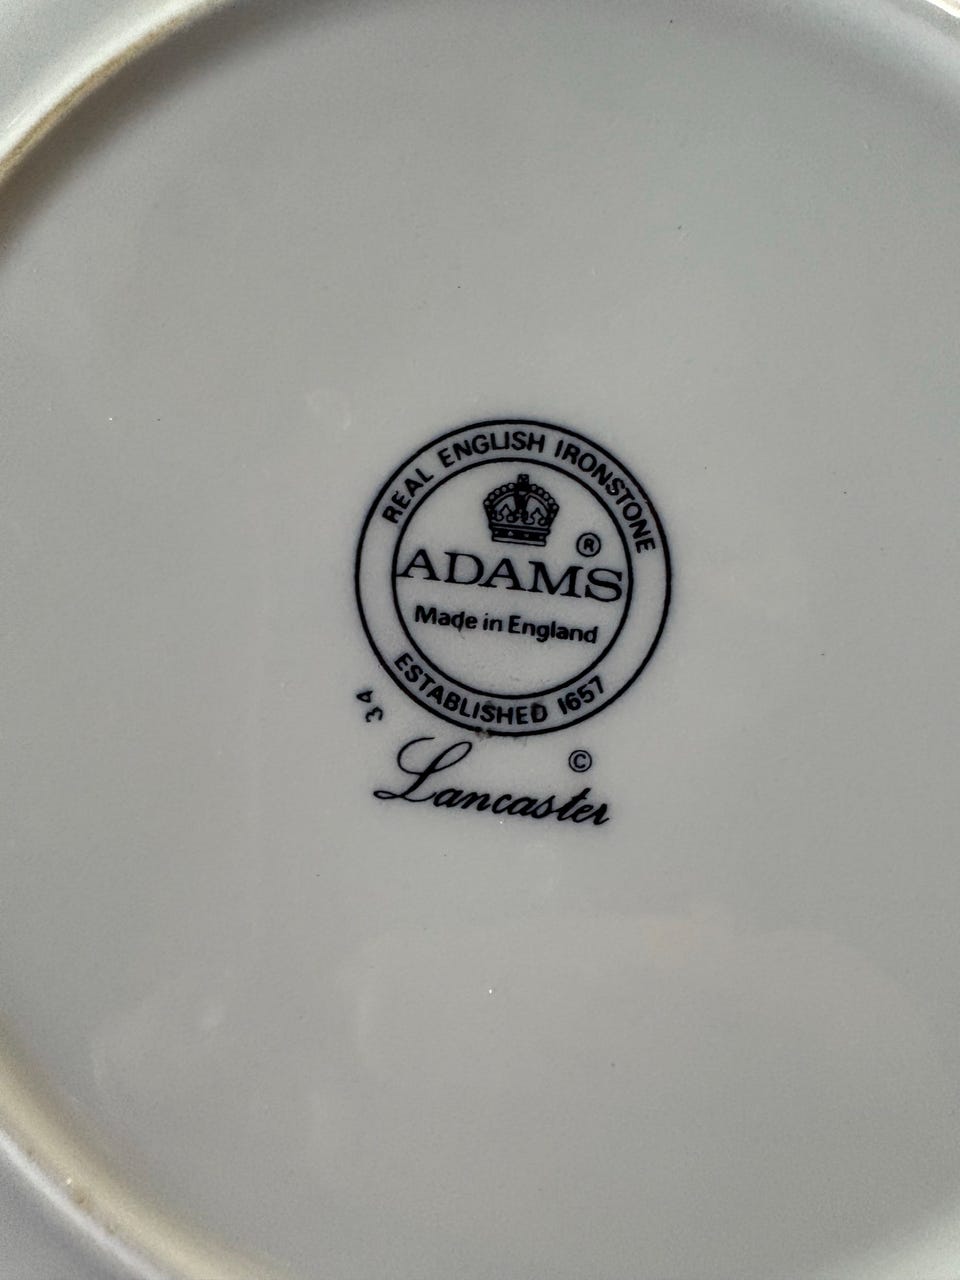 REAL ENGLISH IRONSTONE
ADAMS ®
Made in England
ESTABLISHED 1657
34
©
Lancaster